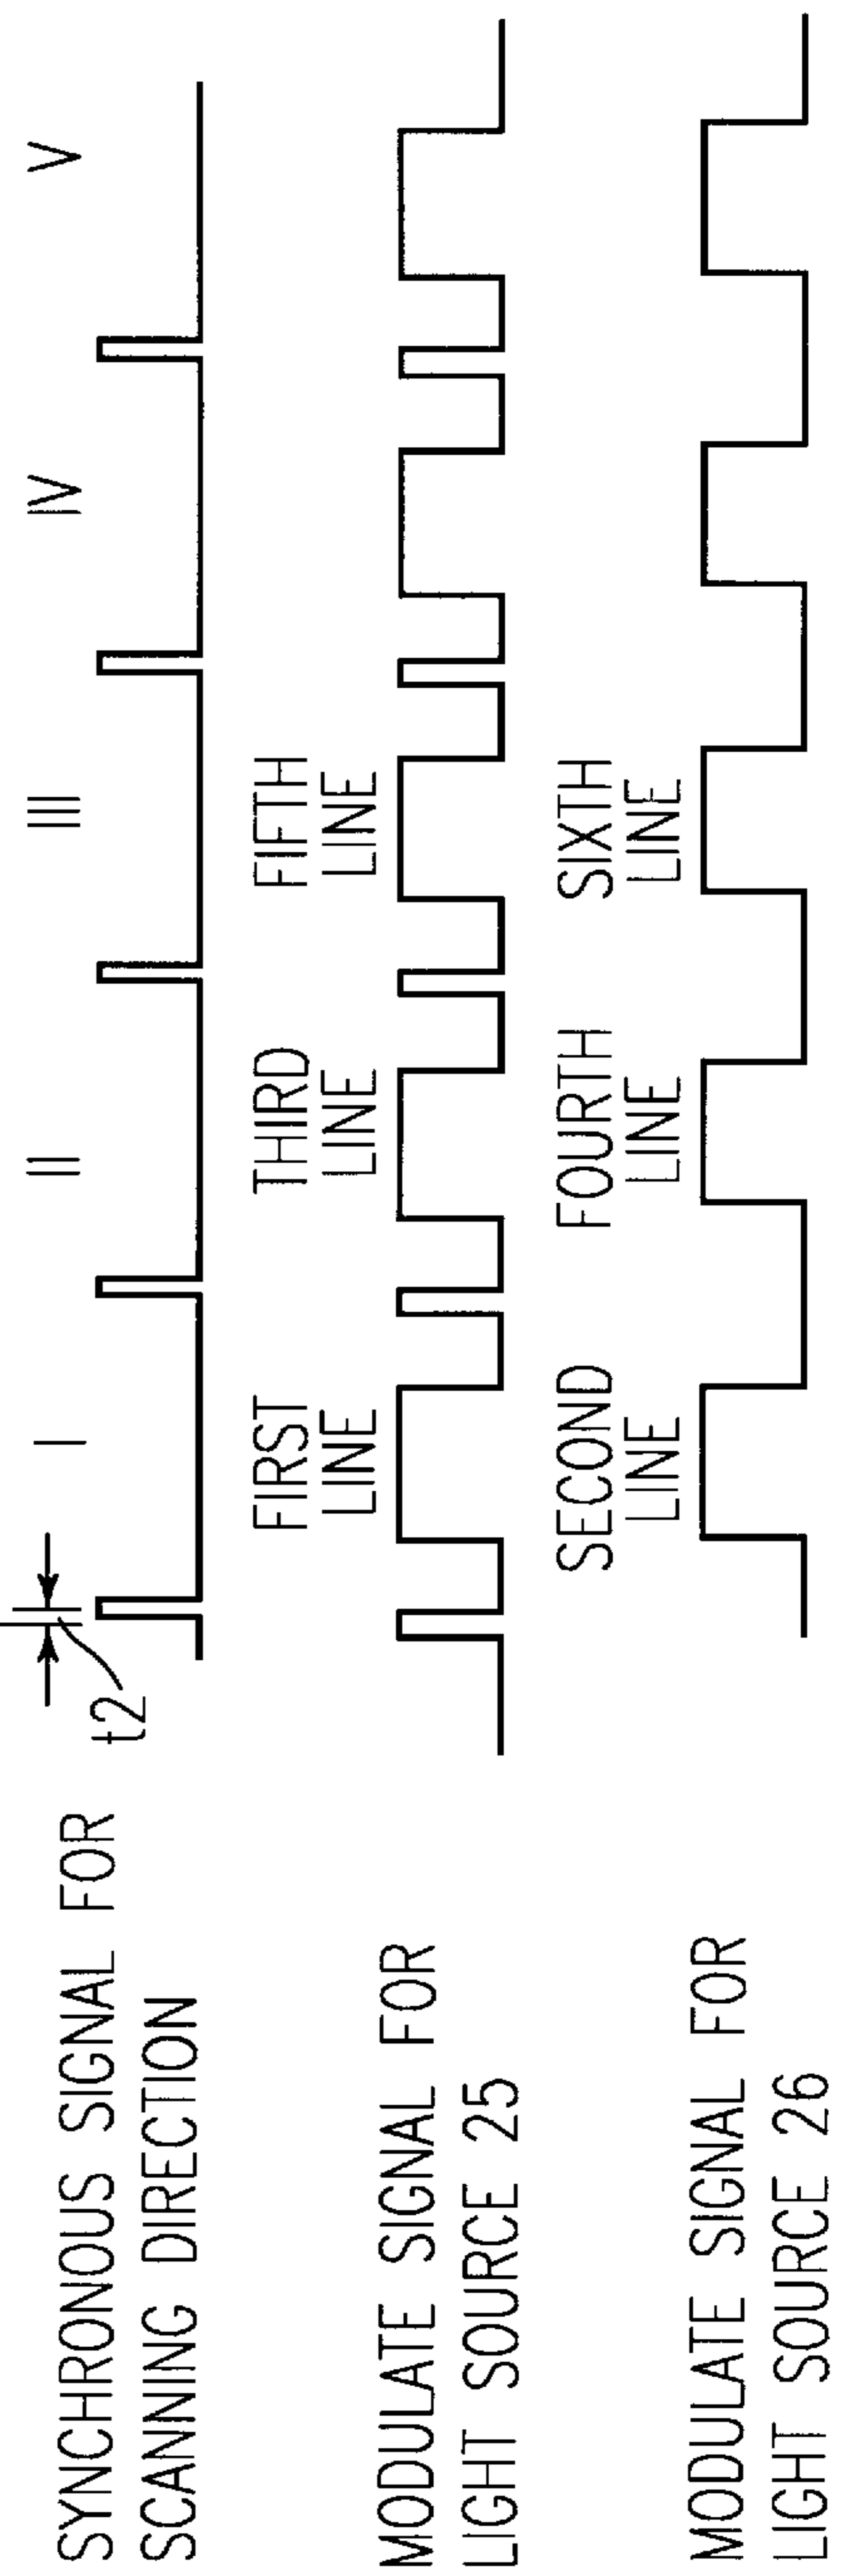 I II III IV V
t2
SYNCHRONOUS SIGNAL FOR
SCANNING DIRECTION
FIRST
LINE
THIRD
LINE
FIFTH
LINE
MODULATE SIGNAL FOR
LIGHT SOURCE 25
SECOND
LINE
FOURTH
LINE
SIXTH
LINE
MODULATE SIGNAL FOR
LIGHT SOURCE 26